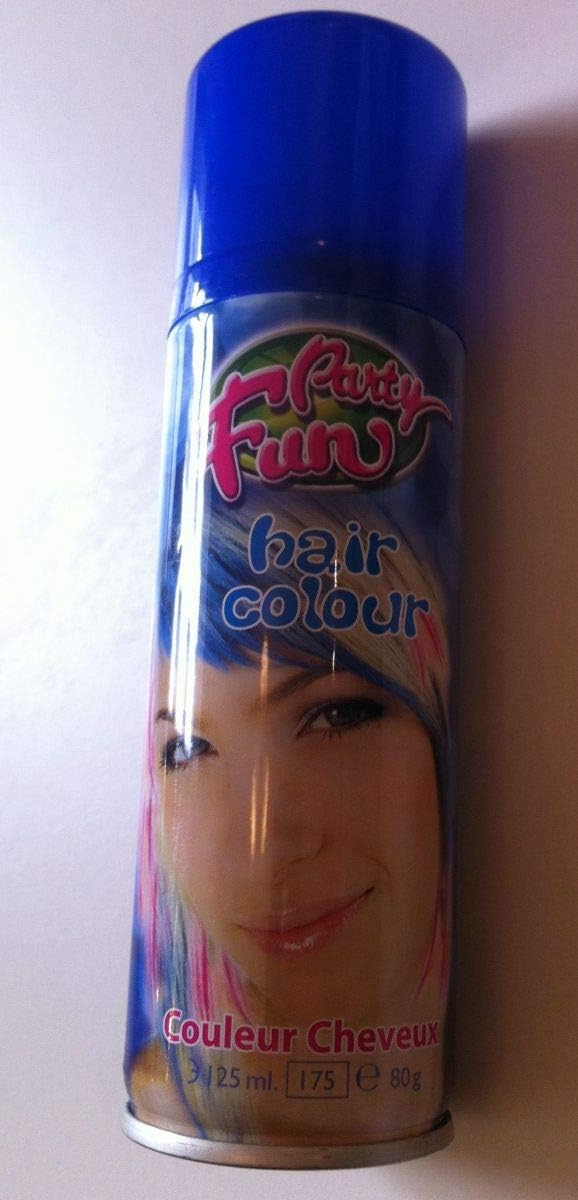 Party
Fun
hair
colour
Couleur Cheveux
125 ml. 175 e 80g